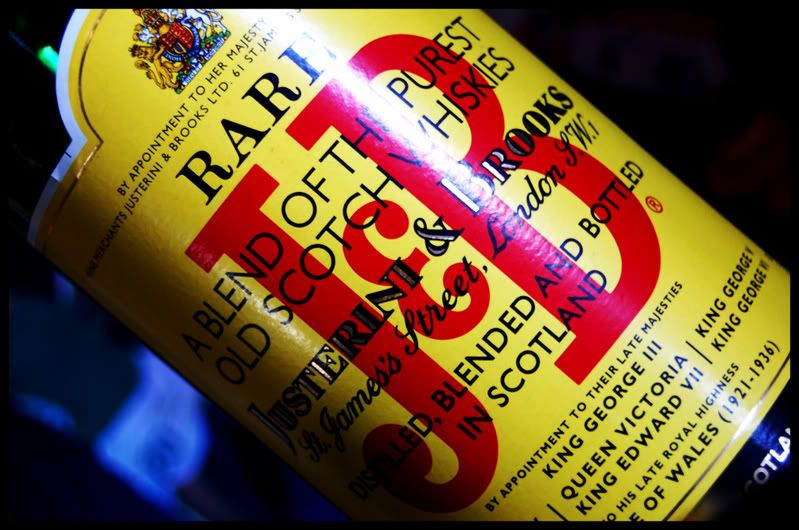 BY APPOINTMENT TO HER MAJESTY
WINE MERCHANTS JUSTERINI & BROOKS LTD. 61 ST. JAMES'S
RARE
J&B
A BLEND OF THE PUREST
OLD SCOTCH WHISKIES
JUSTERINI & BROOKS
St. James's Street, London S.W.1
DISTILLED, BLENDED AND BOTTLED
IN SCOTLAND
®
BY APPOINTMENT TO THEIR LATE MAJESTIES
KING GEORGE III
QUEEN VICTORIA | KING GEORGE V
KING EDWARD VII | KING GEORGE VI
TO HIS LATE ROYAL HIGHNESS
OF WALES (1921-1936)